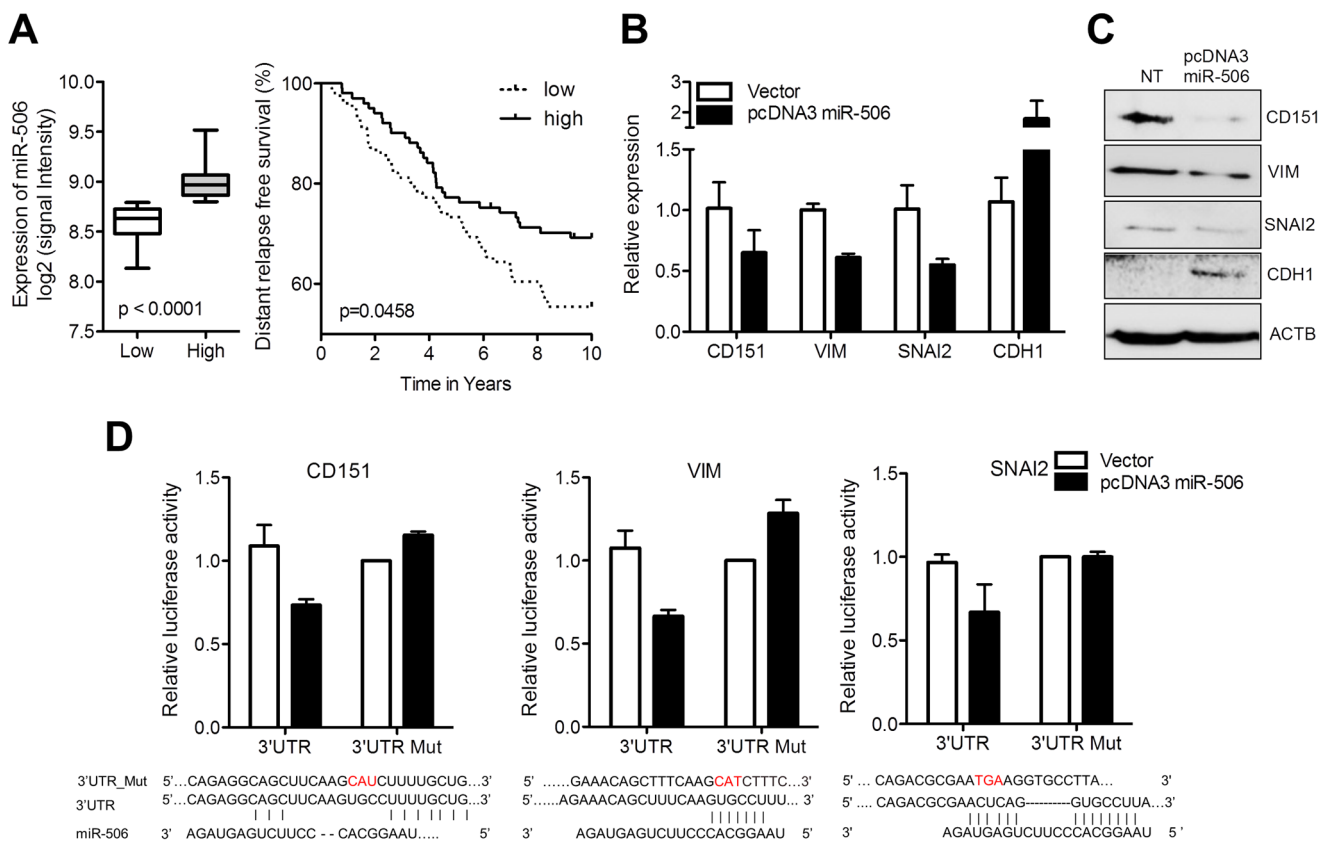 A
Expression of miR-506
log2 (signal Intensity)
10.0
9.5
9.0
8.5
8.0
7.5
p < 0.0001
Low High
Distant relapse free survival (%)
100
80
60
low
high
p=0.0458
0 2 4 6 8 10
Time in Years
B
Relative expression
3
2
1.5
1.0
0.5
0.0
Vector
pcDNA3 miR-506
CD151 VIM SNAI2 CDH1
C
NT
pcDNA3
miR-506
CD151
VIM
SNAI2
CDH1
ACTB
D
CD151
Relative luciferase activity
1.5
1.0
0.5
0.0
3'UTR 3'UTR Mut
VIM
Relative luciferase activity
1.5
1.0
0.5
0.0
3'UTR 3'UTR Mut
SNAI2
Vector
pcDNA3 miR-506
Relative luciferase activity
1.5
1.0
0.5
0.0
3'UTR 3'UTR Mut
3'UTR_Mut 5'...CAGAGGCAGCUUCAAGCAUCUUUUGCUG...3'
3'UTR 5'...CAGAGGCAGCUUCAAGUGCCUUUUGCUG...3'
miR-506 3' AGAUGAGUCUUCC - - CACGGAAU..... 5'
5' ......GAAACAGCTTTCAAGCATCTTTC...3'
5'......AGAAACAGCUUUCAAGUGCCUUU...3'
3' AGAUGAGUCUUCCCACGGAAU 5'
5' .... CAGACGCGAATGAAGGTGCCTTA... 3'
5' .... CAGACGCGAACUCAG----------GUGCCUUA...3'
3' AGAUGAGUCUUCCCACGGAAU 5'